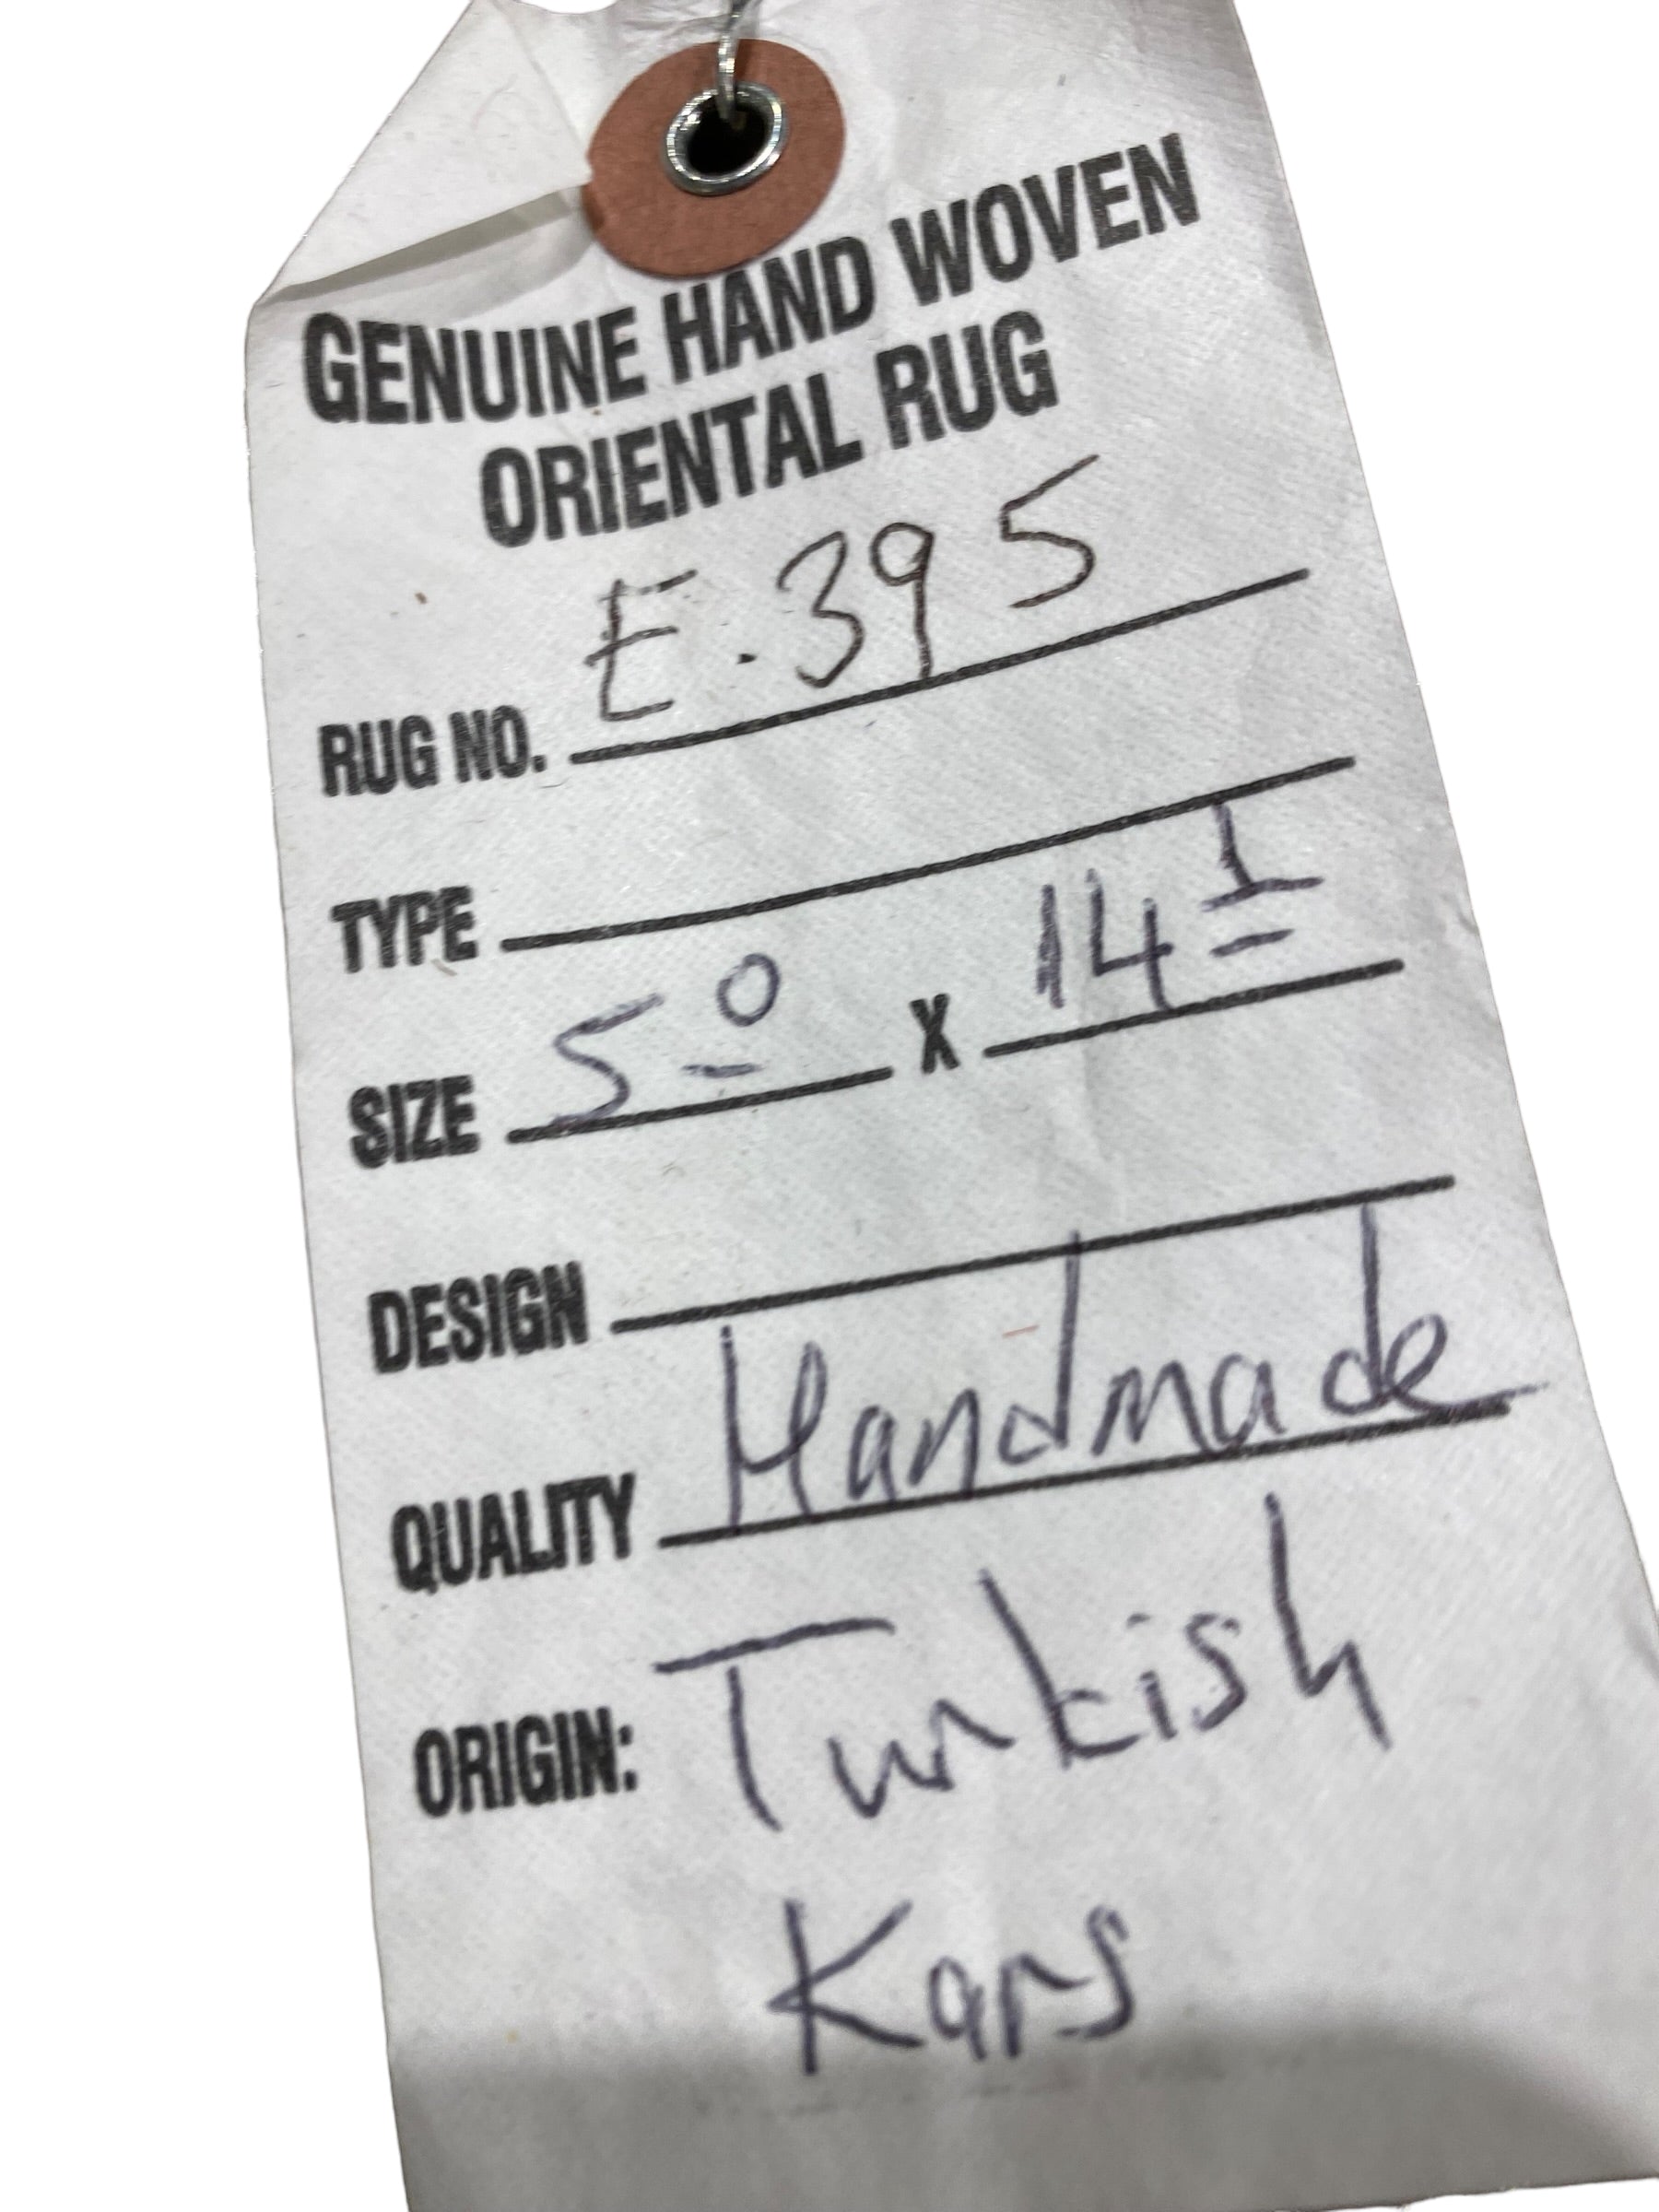 GENUINE HAND WOVEN
ORIENTAL RUG
RUG NO. E.395
TYPE
SIZE 5 0 X 14 1
DESIGN
QUALITY Handmade
ORIGIN: Turkish
Kars